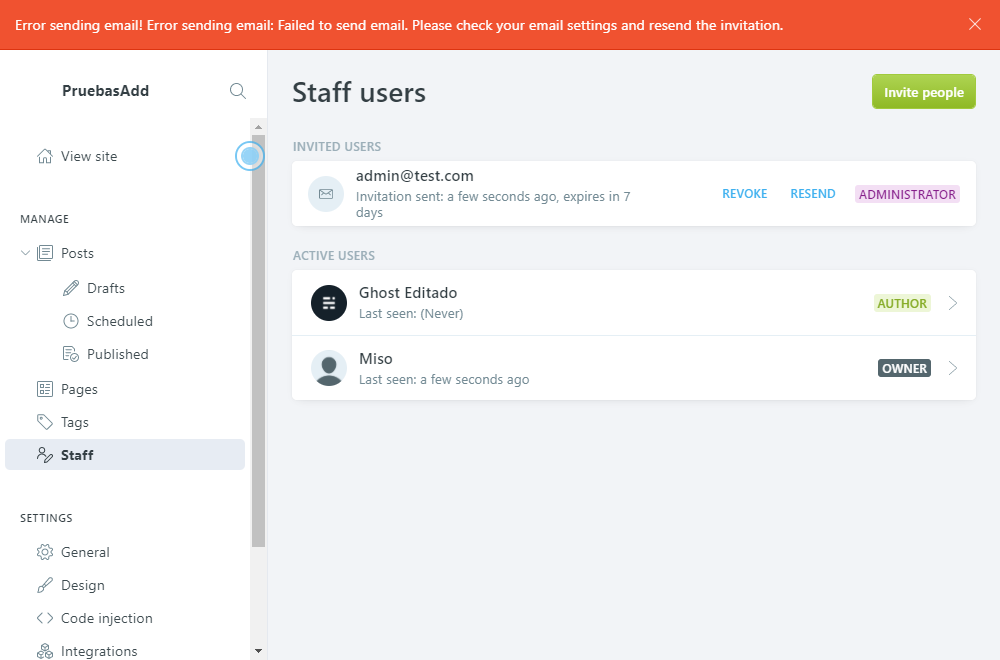 Error sending email! Error sending email: Failed to send email. Please check your email settings and resend the invitation.
PruebasAdd
View site
MANAGE
Posts
Drafts
Scheduled
Published
Pages
Tags
Staff
SETTINGS
General
Design
Code injection
Integrations
Staff users
Invite people
INVITED USERS
admin@test.com
Invitation sent: a few seconds ago, expires in 7
days
REVOKE
RESEND
ADMINISTRATOR
ACTIVE USERS
Ghost Editado
Last seen: (Never)
AUTHOR
Miso
Last seen: a few seconds ago
OWNER